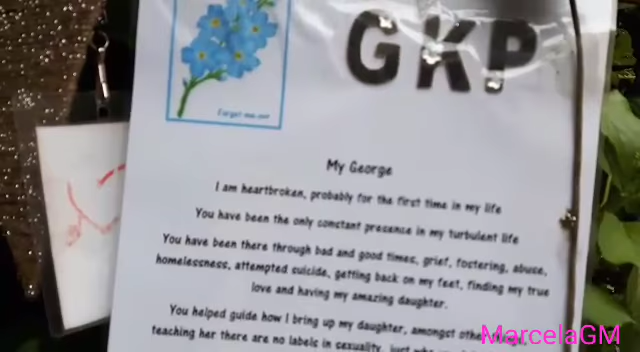 GKP
Forget-me-not
My George
I am heartbroken, probably for the first time in my life
You have been the only constant presence in my turbulent life
You have been there through bad and good times, grief, fostering, abuse,
homelessness, attempted suicide, getting back on my feet, finding my true
love and having my amazing daughter.
You helped guide how I bring up my daughter, amongst other
teaching her there are no labels in sexuality, just
MarcelaGM